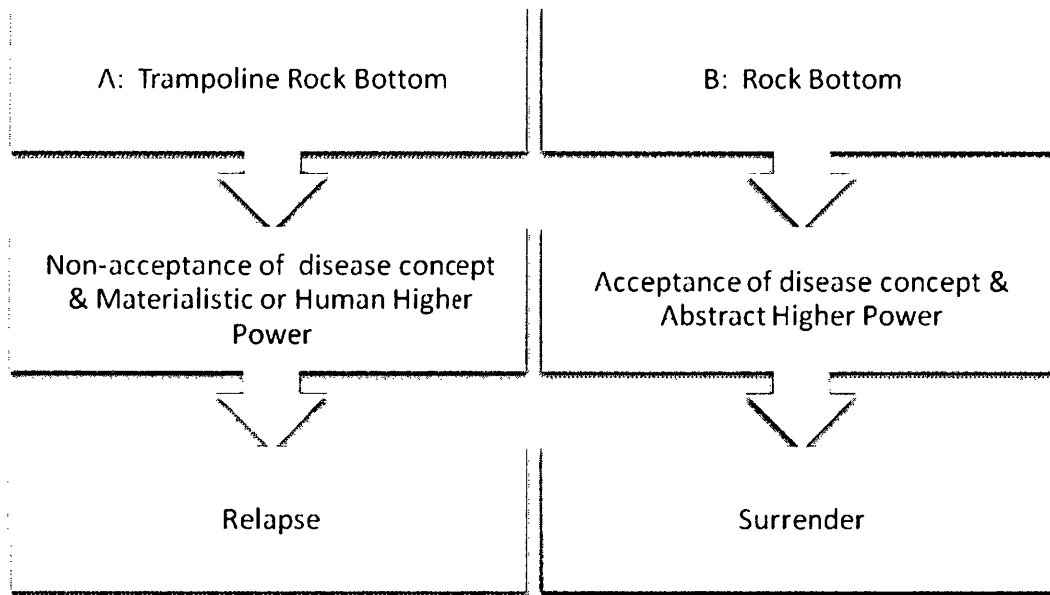 A: Trampoline Rock Bottom
B: Rock Bottom
Non-acceptance of disease concept
& Materialistic or Human Higher
Power
Acceptance of disease concept &
Abstract Higher Power
Relapse
Surrender